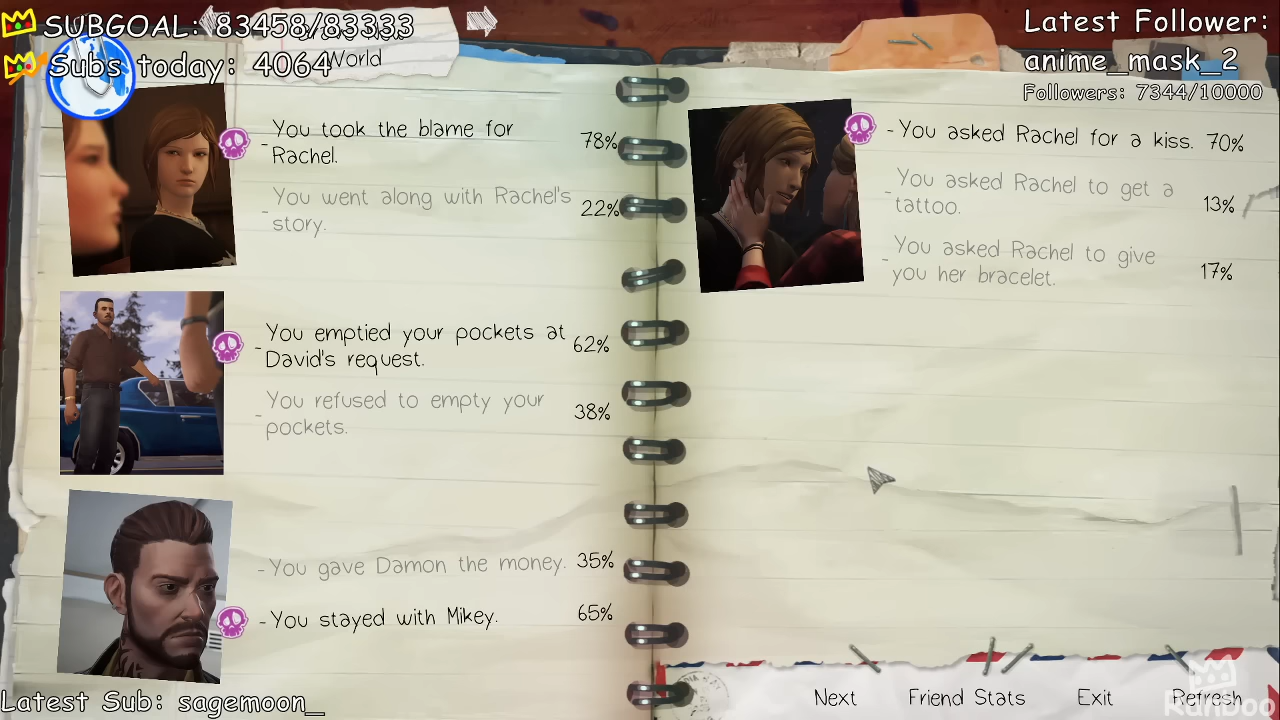 SUBGOAL: 83458/83333
Subs today: 4064
World
Latest Follower:
anime_mask_2
Followers: 7344/10000
- You took the blame for
Rachel.
78%
- You went along with Rachel's
story.
22%
- You emptied your pockets at
David's request.
62%
- You refused to empty your
pockets.
38%
- You gave Damon the money. 35%
- You stayed with Mikey. 65%
- You asked Rachel for a kiss. 70%
- You asked Rachel to get a
tattoo.
13%
- You asked Rachel to give
you her bracelet.
17%
Latest Sub: sagemoon_
Next Friend Stats Exit Refresh
RanDoo